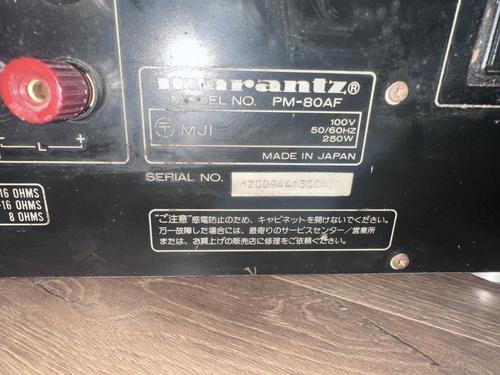 marantz®
MODEL NO. PM-80AF
MJI
100V
50/60HZ
250W
MADE IN JAPAN
SERIAL NO.
L
+
-16 OHMS
-16 OHMS
8 OHMS
"ご注意"感電防止のため、キャビネットを開けないでください。
万一故障した場合には、最寄りのサービスセンター/営業所
または、お買上げの販売店に修理をご依頼ください。